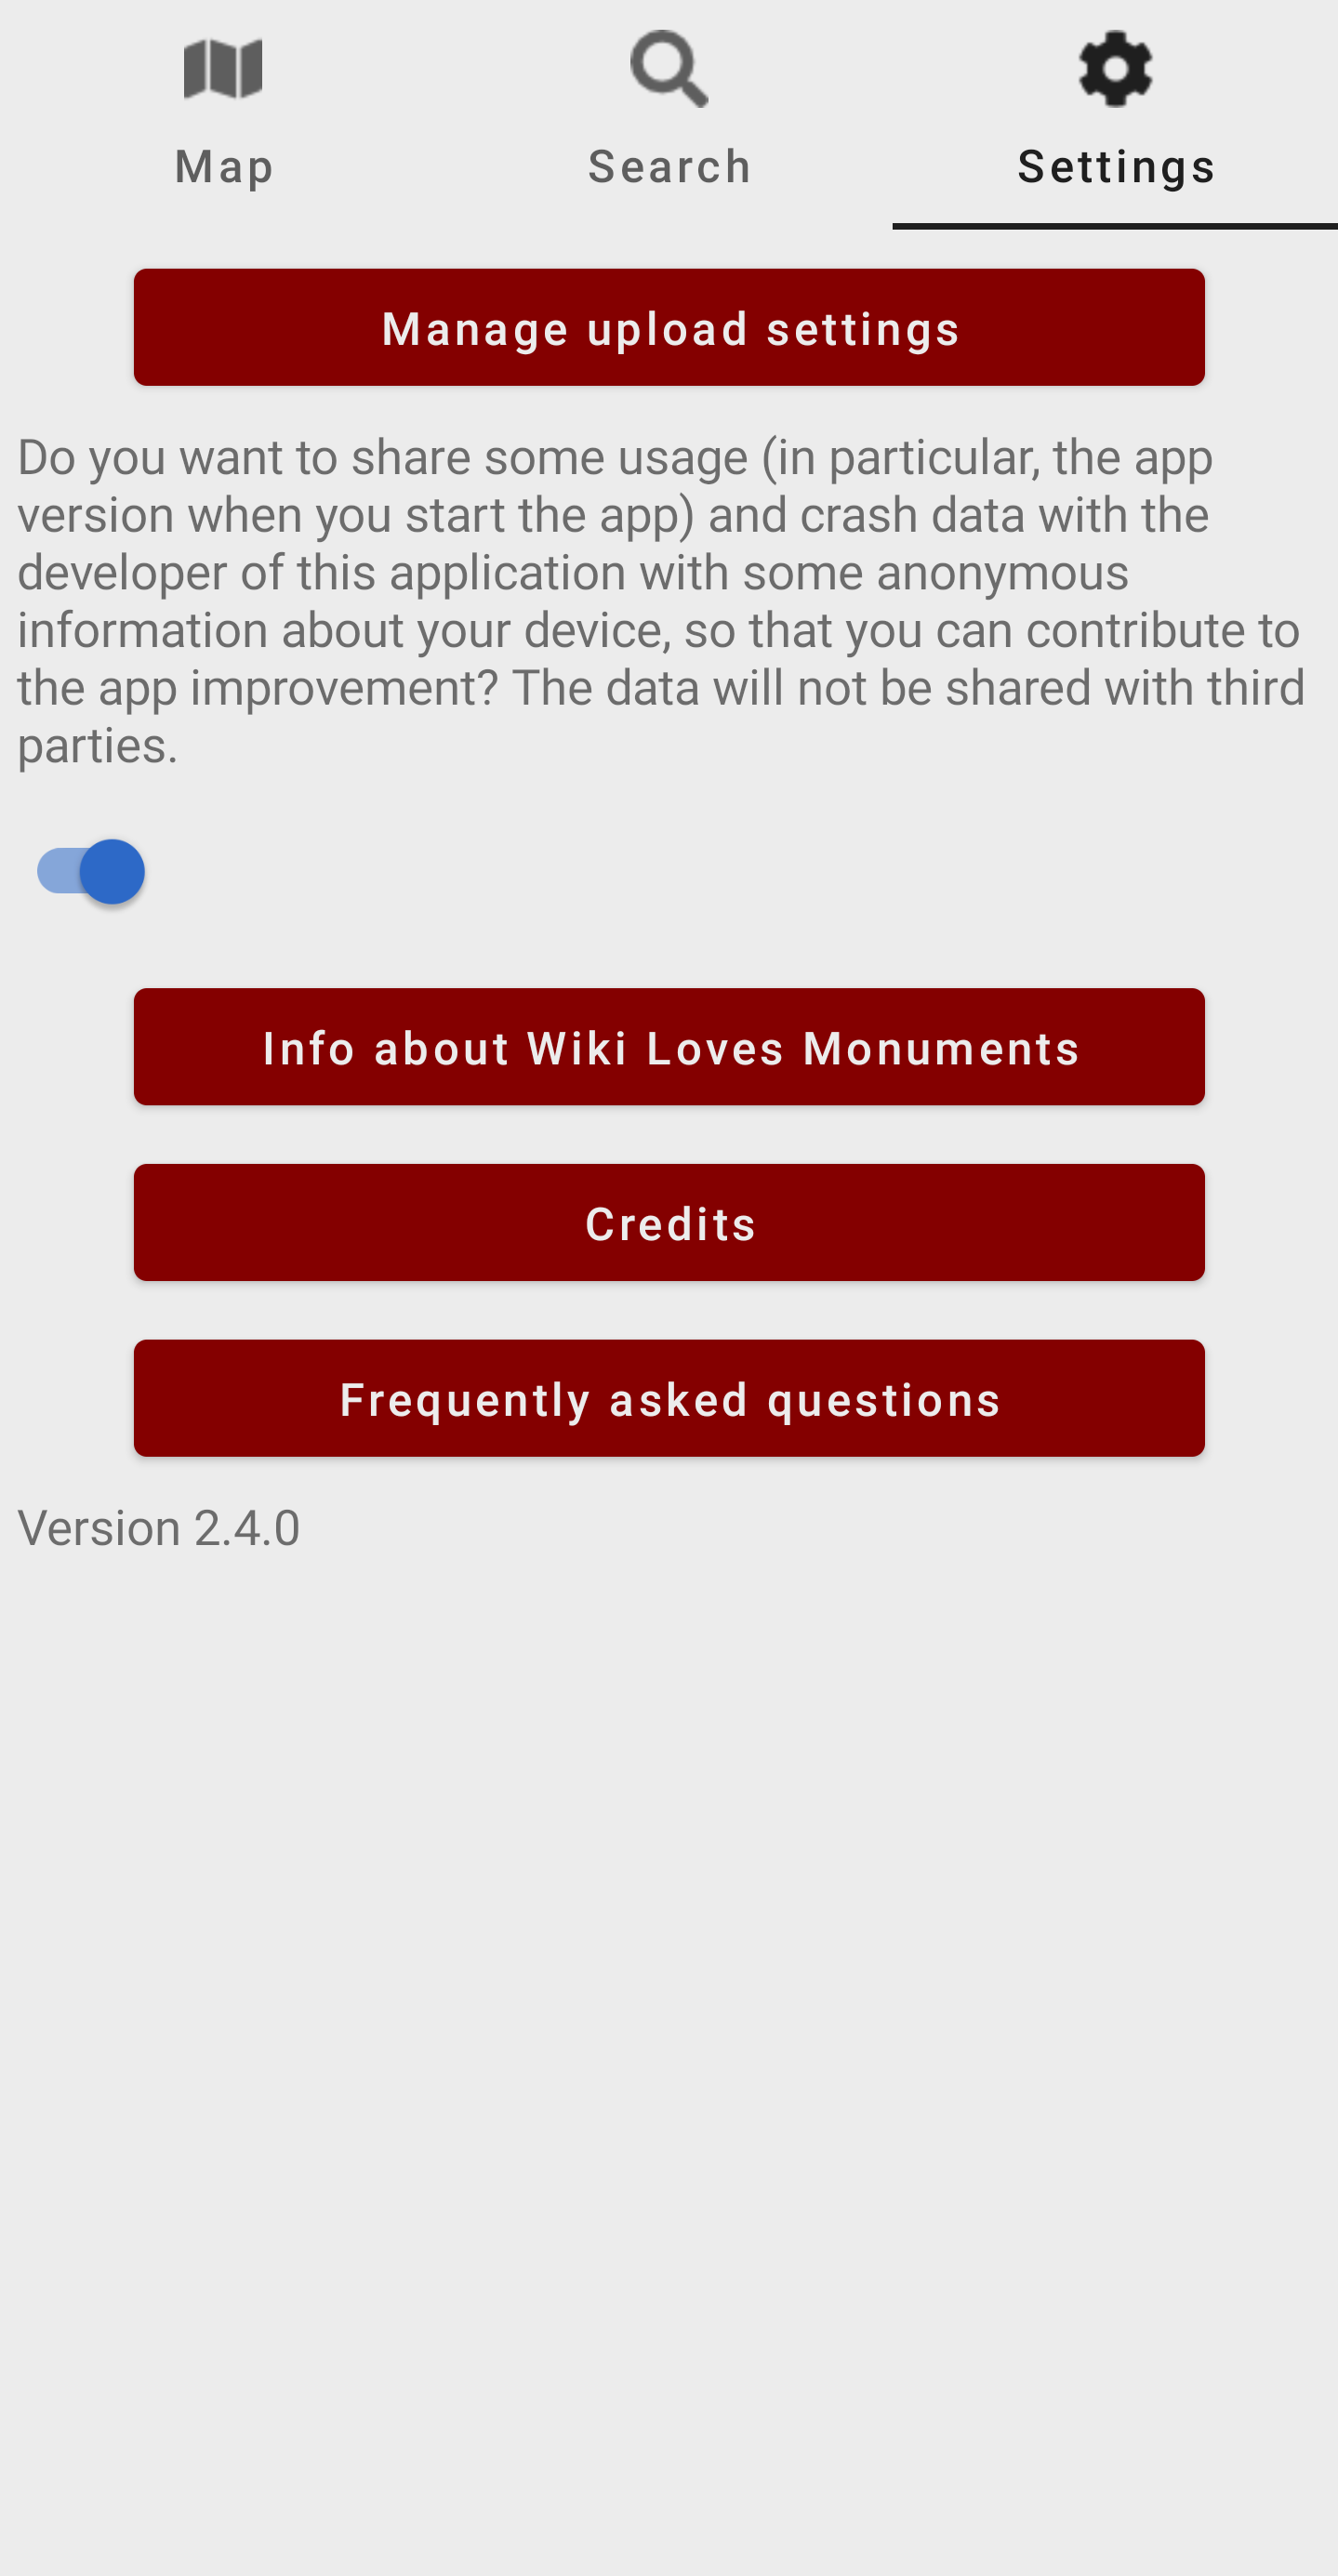 Map
Search
Settings
Manage upload settings
Do you want to share some usage (in particular, the app
version when you start the app) and crash data with the
developer of this application with some anonymous
information about your device, so that you can contribute to
the app improvement? The data will not be shared with third
parties.
Info about Wiki Loves Monuments
Credits
Frequently asked questions
Version 2.4.0